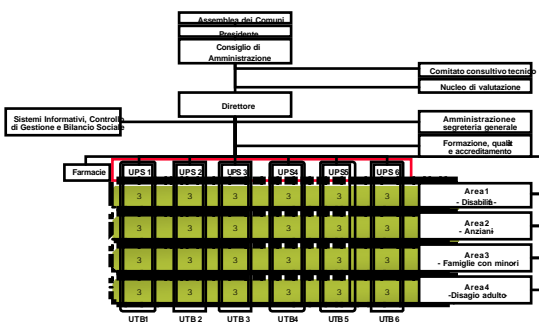 Assemblea dei Comuni
Presidente
Consiglio di
Amministrazione
Comitato consultivo tecnico
Nucleo di valutazione
Direttore
Sistemi Informativi, Controllo
di Gestione e Bilancio Sociale
Amministrazione e
segreteria generale
Formazione, qualità
e accreditamento
Farmacie
UPS 1 UPS 2 UPS 3 UPS4 UPS5 UPS 6
3 3 3 3 3 3
Area1
- Disabilità-
3 3 3 3 3 3
Area2
- Anziani-
3 3 3 3 3 3
Area3
- Famiglie con minori
3 3 3 3 3 3
Area4
-Disagio adulto-
UTB1 UTB 2 UTB 3 UTB4 UTB5 UTB 6